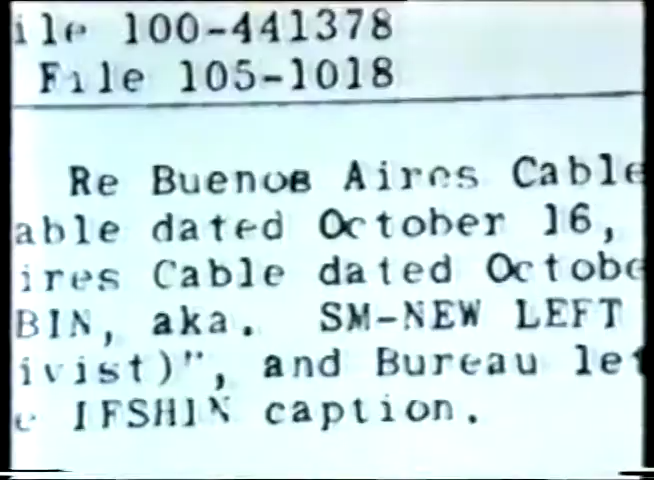 ile 100-441378
File 105-1018
Re Buenos Aires Cable
able dated October 16,
ires Cable dated Octobe
BIN, aka. SM-NEW LEFT
ivist)", and Bureau let
e IFSHIN caption.